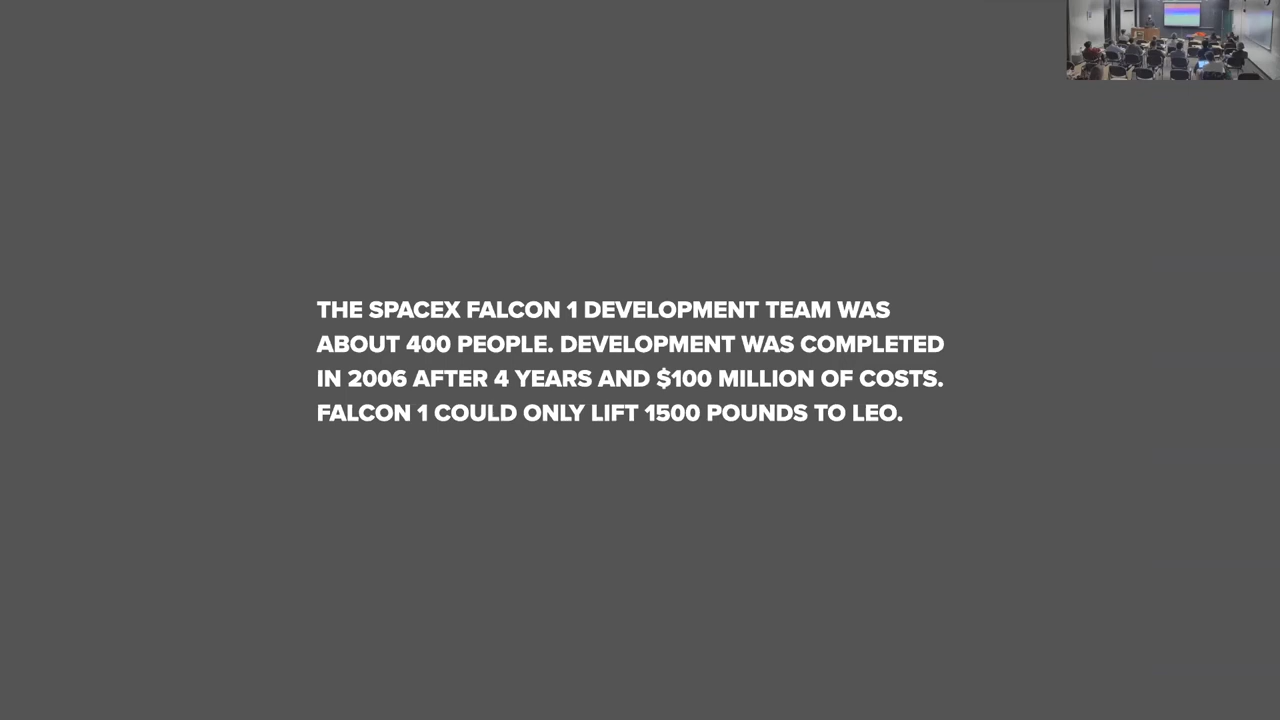 THE SPACEX FALCON 1 DEVELOPMENT TEAM WAS
ABOUT 400 PEOPLE. DEVELOPMENT WAS COMPLETED
IN 2006 AFTER 4 YEARS AND $100 MILLION OF COSTS.
FALCON 1 COULD ONLY LIFT 1500 POUNDS TO LEO.